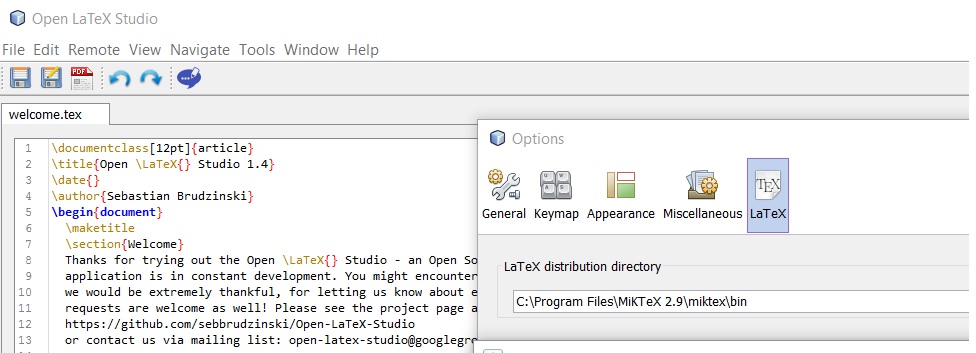 Open LaTeX Studio
File Edit Remote View Navigate Tools Window Help
PDF
welcome.tex
1 \documentclass[12pt]{article}
2 \title{Open \LaTeX{} Studio 1.4}
3 \date{}
4 \author{Sebastian Brudzinski}
5 \begin{document}
6 \maketitle
7 \section{Welcome}
8 Thanks for trying out the Open \LaTeX{} Studio - an Open So
9 application is in constant development. You might encounter
10 we would be extremely thankful, for letting us know about e
11 requests are welcome as well! Please see the project page a
12 https://github.com/sebbrudzinski/Open-LaTeX-Studio
13 or contact us via mailing list: open-latex-studio@googlegro
Options
General Keymap Appearance Miscellaneous LaTeX
LaTeX distribution directory
C:\Program Files\MiKTeX 2.9\miktex\bin